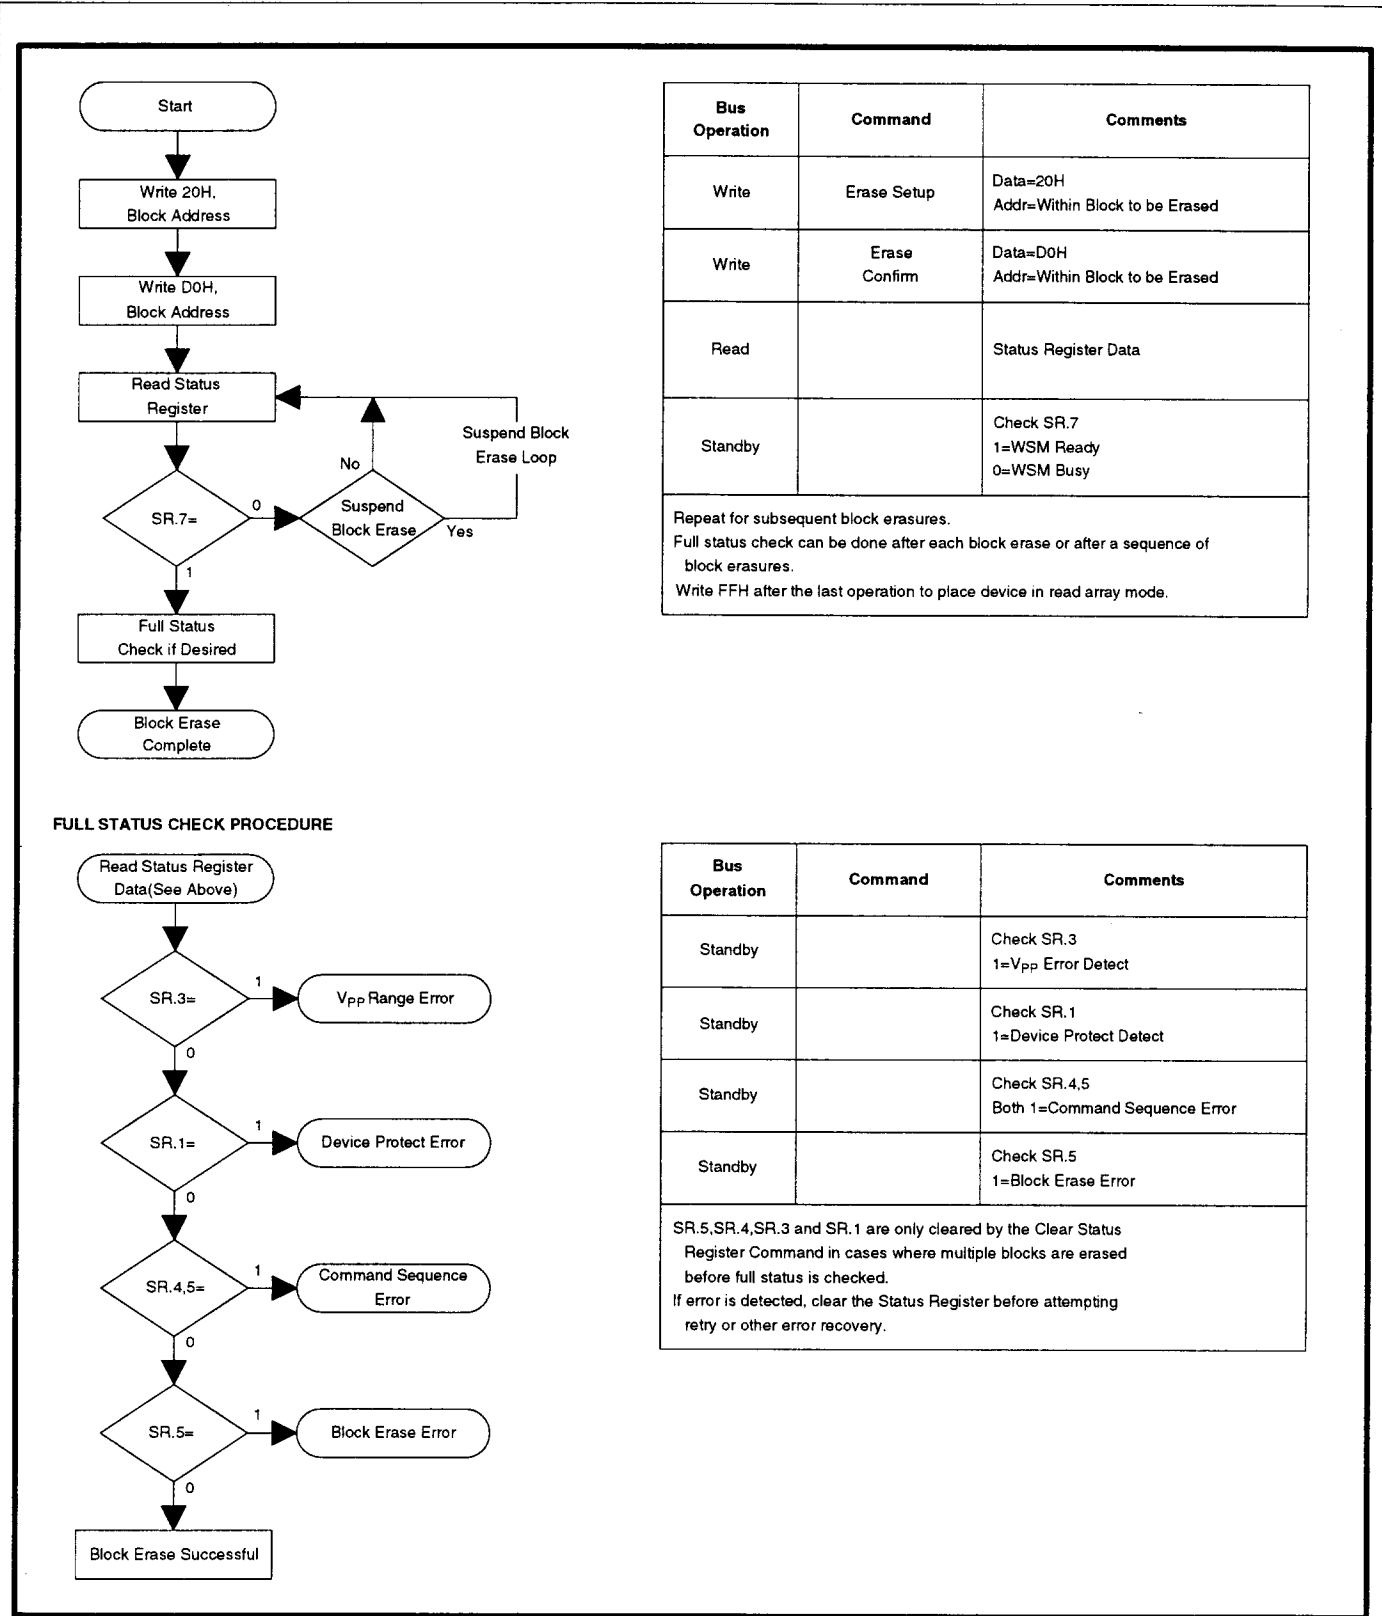 Start
Write 20H,
Block Address
Write D0H,
Block Address
Read Status
Register
Suspend Block
Erase Loop
No
SR.7=
0
Suspend
Block Erase
Yes
1
Full Status
Check if Desired
Block Erase
Complete
Bus
Operation
Command
Comments
Write
Erase Setup
Data=20H
Addr=Within Block to be Erased
Write
Erase
Confirm
Data=D0H
Addr=Within Block to be Erased
Read
Status Register Data
Standby
Check SR.7
1=WSM Ready
0=WSM Busy
Repeat for subsequent block erasures.
Full status check can be done after each block erase or after a sequence of
block erasures.
Write FFH after the last operation to place device in read array mode.
FULL STATUS CHECK PROCEDURE
Read Status Register
Data(See Above)
SR.3=
1
VPP Range Error
0
SR.1=
1
Device Protect Error
0
SR.4,5=
1
Command Sequence
Error
0
SR.5=
1
Block Erase Error
0
Block Erase Successful
Bus
Operation
Command
Comments
Standby
Check SR.3
1=VPP Error Detect
Standby
Check SR.1
1=Device Protect Detect
Standby
Check SR.4,5
Both 1=Command Sequence Error
Standby
Check SR.5
1=Block Erase Error
SR.5,SR.4,SR.3 and SR.1 are only cleared by the Clear Status
Register Command in cases where multiple blocks are erased
before full status is checked.
If error is detected, clear the Status Register before attempting
retry or other error recovery.